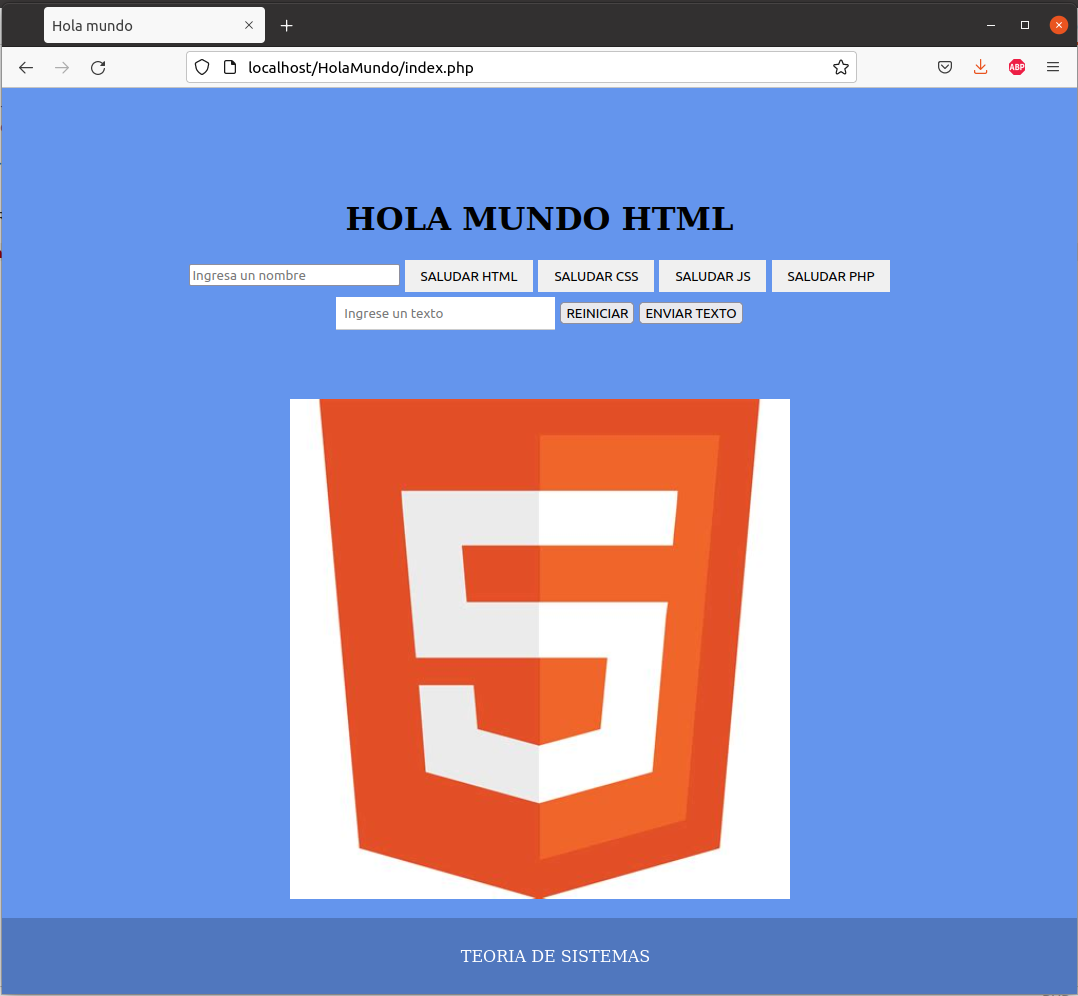 Hola mundo
localhost/HolaMundo/index.php
ABP
HOLA MUNDO HTML
Ingresa un nombre SALUDAR HTML SALUDAR CSS SALUDAR JS SALUDAR PHP
Ingrese un texto REINICIAR ENVIAR TEXTO
5
TEORIA DE SISTEMAS